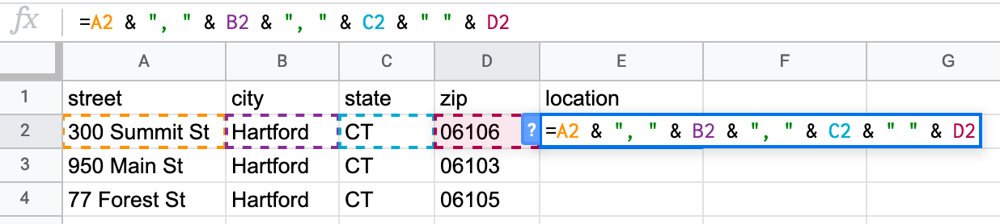 fx =A2 & ", " & B2 & ", " & C2 & " " & D2
A B C D E F G
1 street city state zip location
2 300 Summit St Hartford CT 06106 ? =A2 & ", " & B2 & ", " & C2 & " " & D2
3 950 Main St Hartford CT 06103
4 77 Forest St Hartford CT 06105